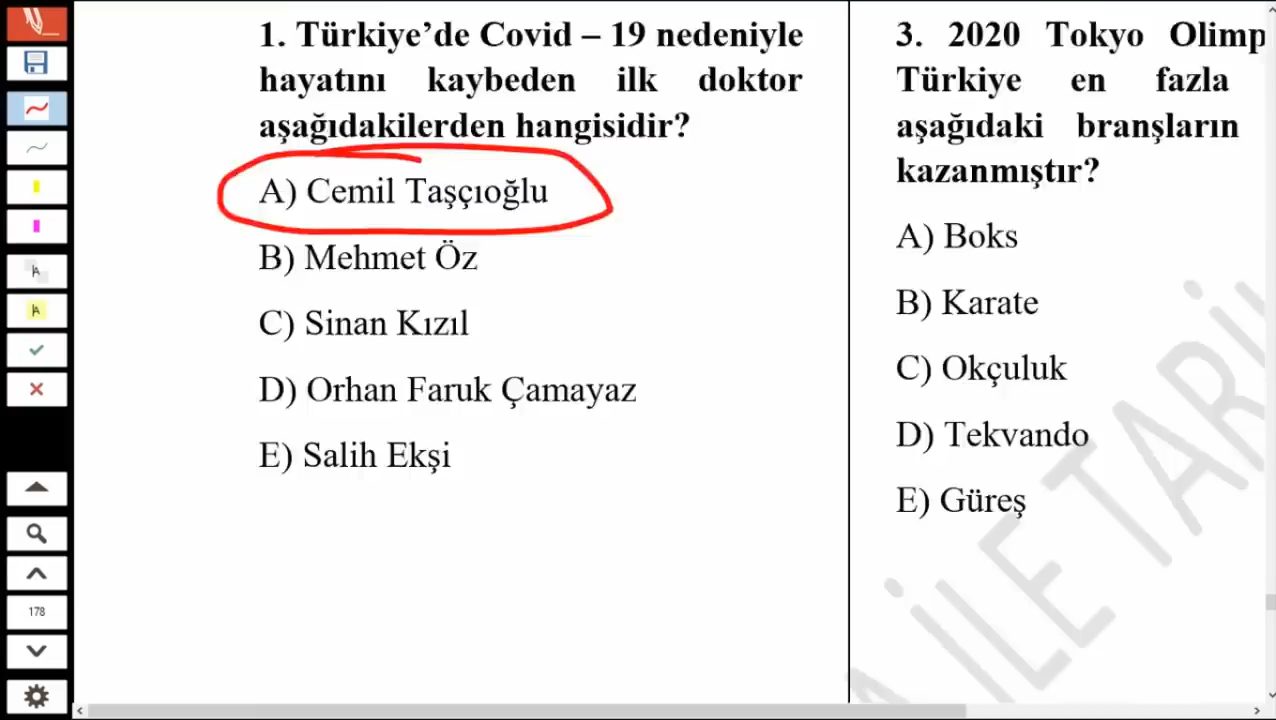 1. Türkiye’de Covid – 19 nedeniyle
hayatını kaybeden ilk doktor
aşağıdakilerden hangisidir?
A) Cemil Taşçıoğlu
B) Mehmet Öz
C) Sinan Kızıl
D) Orhan Faruk Çamayaz
E) Salih Ekşi
3. 2020 Tokyo Olimp
Türkiye en fazla
aşağıdaki branşların
kazanmıştır?
A) Boks
B) Karate
C) Okçuluk
D) Tekvando
E) Güreş
A İLE TARİ
178